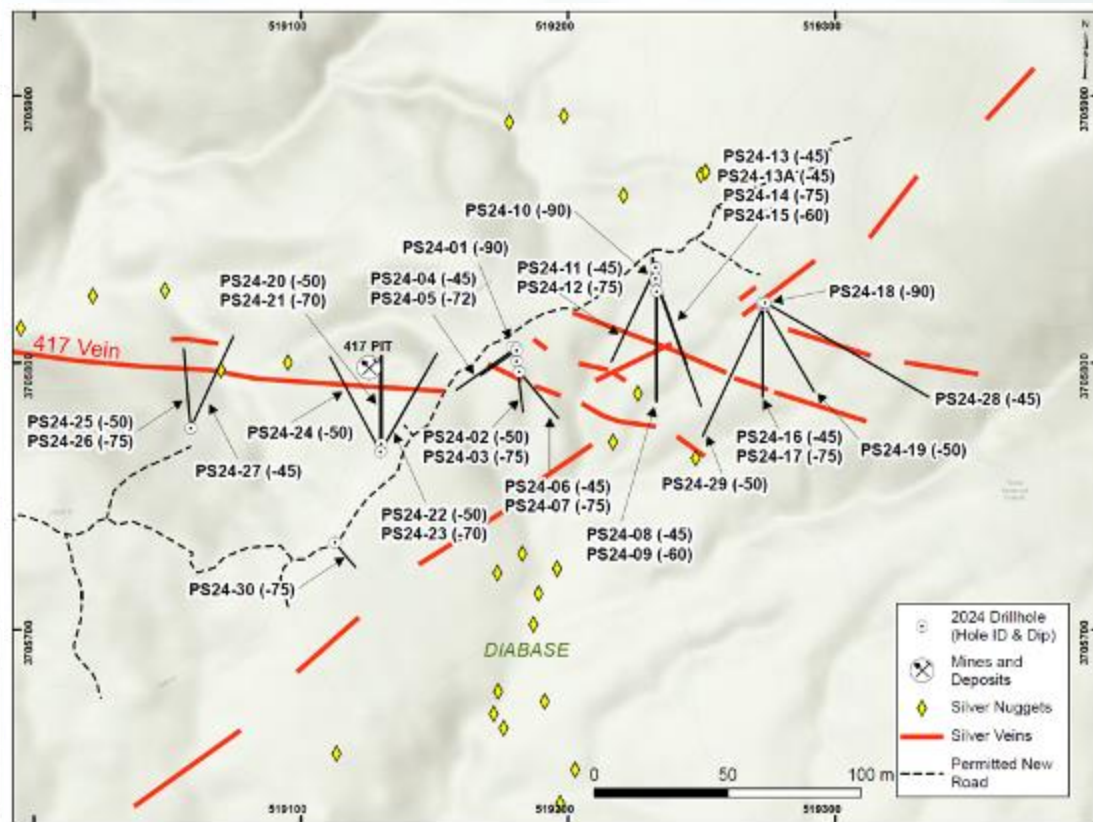 519100
519200
519300
N
3705900
3705900
PS24-13 (-45)
PS24-13A (-45)
PS24-14 (-75)
PS24-15 (-60)
PS24-10 (-90)
PS24-01 (-90)
PS24-20 (-50)
PS24-21 (-70)
PS24-04 (-45)
PS24-05 (-72)
PS24-11 (-45)
PS24-12 (-75)
PS24-18 (-90)
417 Vein
417 PIT
3705800
3705800
PS24-25 (-50)
PS24-26 (-75)
PS24-24 (-50)
PS24-27 (-45)
PS24-02 (-50)
PS24-03 (-75)
PS24-28 (-45)
PS24-16 (-45)
PS24-17 (-75)
PS24-19 (-50)
PS24-06 (-45)
PS24-07 (-75)
PS24-29 (-50)
PS24-22 (-50)
PS24-23 (-70)
PS24-08 (-45)
PS24-09 (-60)
PS24-30 (-75)
3705700
3705700
DIABASE
2024 Drillhole
(Hole ID & Dip)
Mines and
Deposits
Silver Nuggets
Silver Veins
Permitted New
Road
0 50 100 m
519100
519200
519300